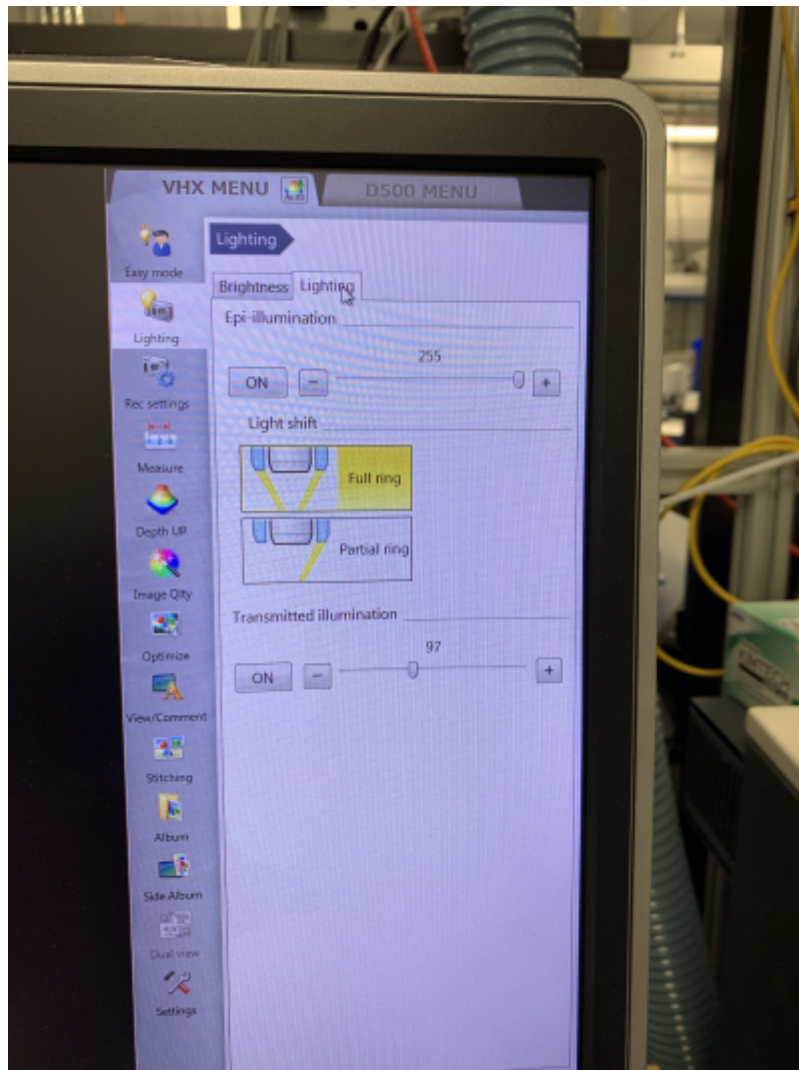 VHX MENU AUTO
D500 MENU
Lighting
Easy mode
Brightness
Lighting
Lighting
Epi-illumination
255
ON - +
Rec settings
Light shift
Measure
Full ring
Depth UP
Partial ring
Image Qlty
Transmitted illumination
97
Optimize
ON - +
View/Comment
Stitching
Album
Side Album
Dual view
Settings
KIMTECH